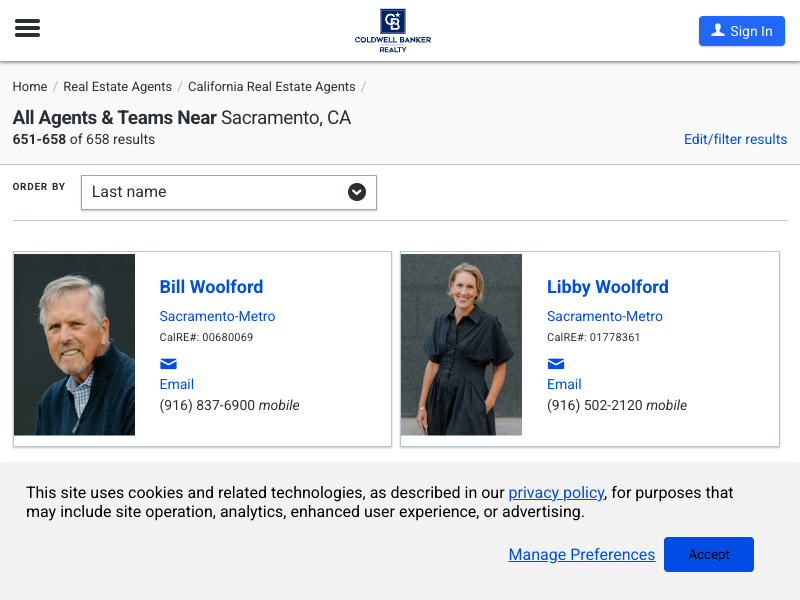 COLDWELL BANKER
REALTY
Sign In
Home / Real Estate Agents / California Real Estate Agents /
All Agents & Teams Near Sacramento, CA
651-658 of 658 results
Edit/filter results
ORDER BY
Last name
Bill Woolford
Sacramento-Metro
CalRE#: 00680069
Email
(916) 837-6900 mobile
Libby Woolford
Sacramento-Metro
CalRE#: 01778361
Email
(916) 502-2120 mobile
This site uses cookies and related technologies, as described in our privacy policy, for purposes that
may include site operation, analytics, enhanced user experience, or advertising.
Manage Preferences
Accept